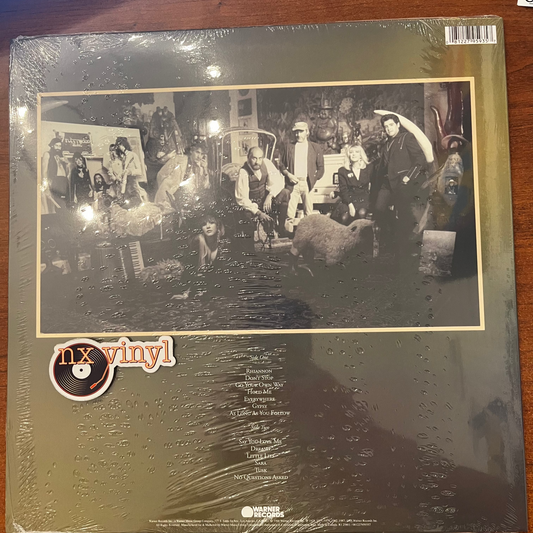 nx vinyl
Side One
Rhiannon
Don't Stop
Go Your Own Way
Hold Me
Everywhere
Gypsy
As Long As You Follow
Side Two
Say You Love Me
Dreams
Little Lies
Sara
Tusk
No Questions Asked
WARNER
RECORDS